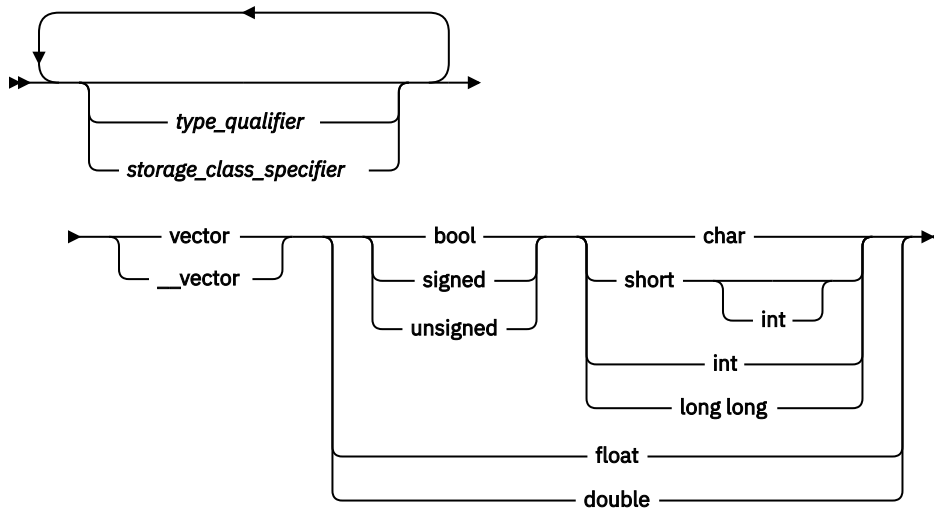 type_qualifier
storage_class_specifier
vector bool char
__vector signed short
unsigned int
int
long long
float
double